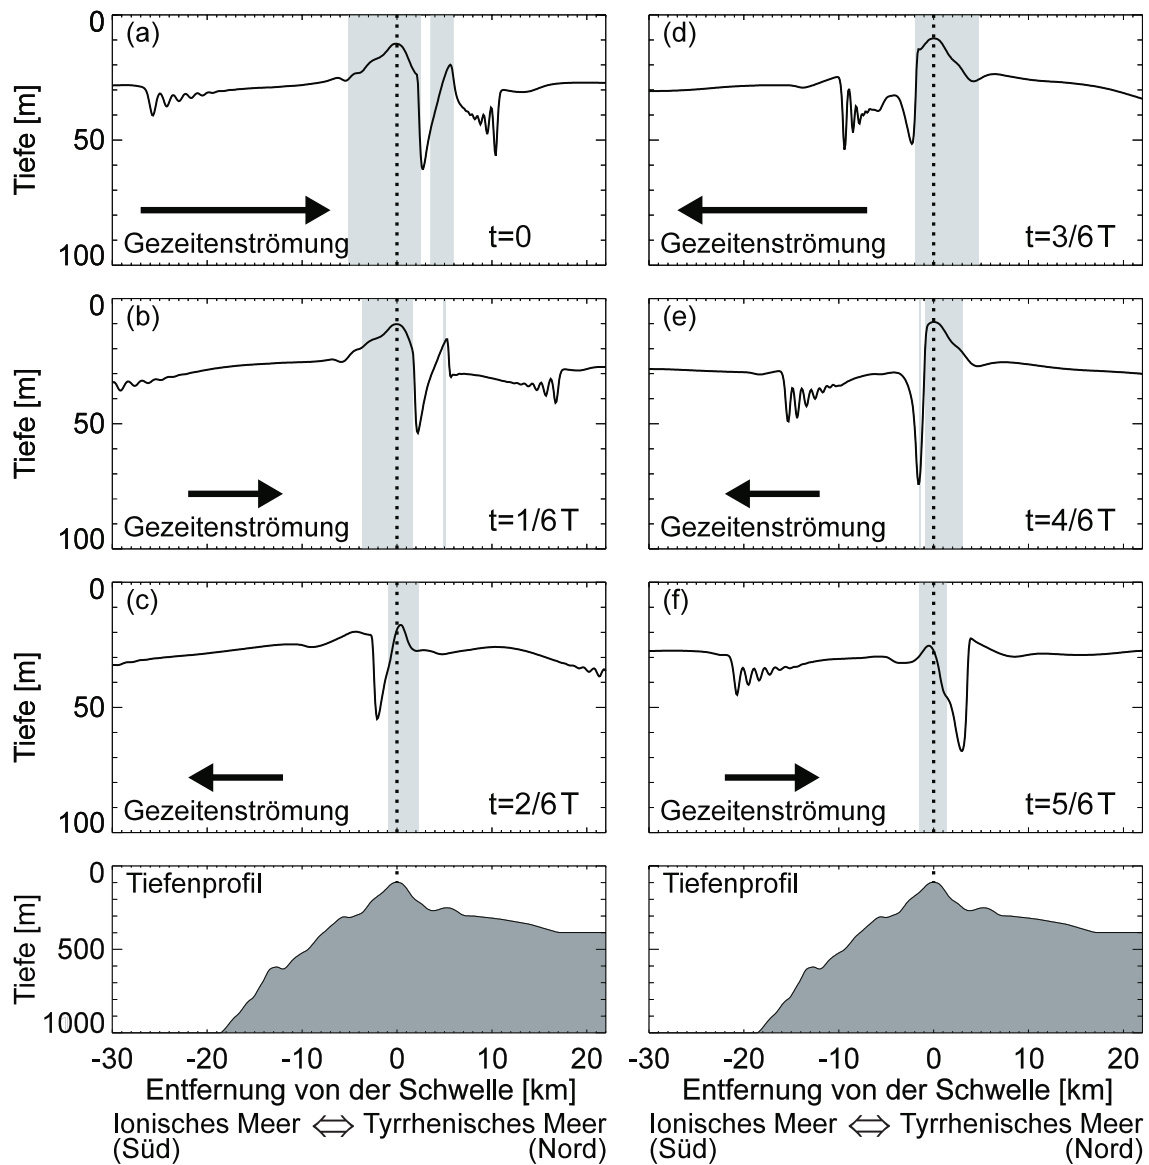 (a)
0
50
100
Tiefe [m]
Gezeitenströmung
t=0
(d)
Gezeitenströmung
t=3/6 T
(b)
0
50
100
Tiefe [m]
Gezeitenströmung
t=1/6 T
(e)
Gezeitenströmung
t=4/6 T
(c)
0
50
100
Tiefe [m]
Gezeitenströmung
t=2/6 T
(f)
Gezeitenströmung
t=5/6 T
Tiefenprofil
0
500
1000
Tiefe [m]
Tiefenprofil
-30 -20 -10 0 10 20
-30 -20 -10 0 10 20
Entfernung von der Schwelle [km]
Entfernung von der Schwelle [km]
Ionisches Meer ⇔ Tyrrhenisches Meer
(Süd) (Nord)
Ionisches Meer ⇔ Tyrrhenisches Meer
(Süd) (Nord)